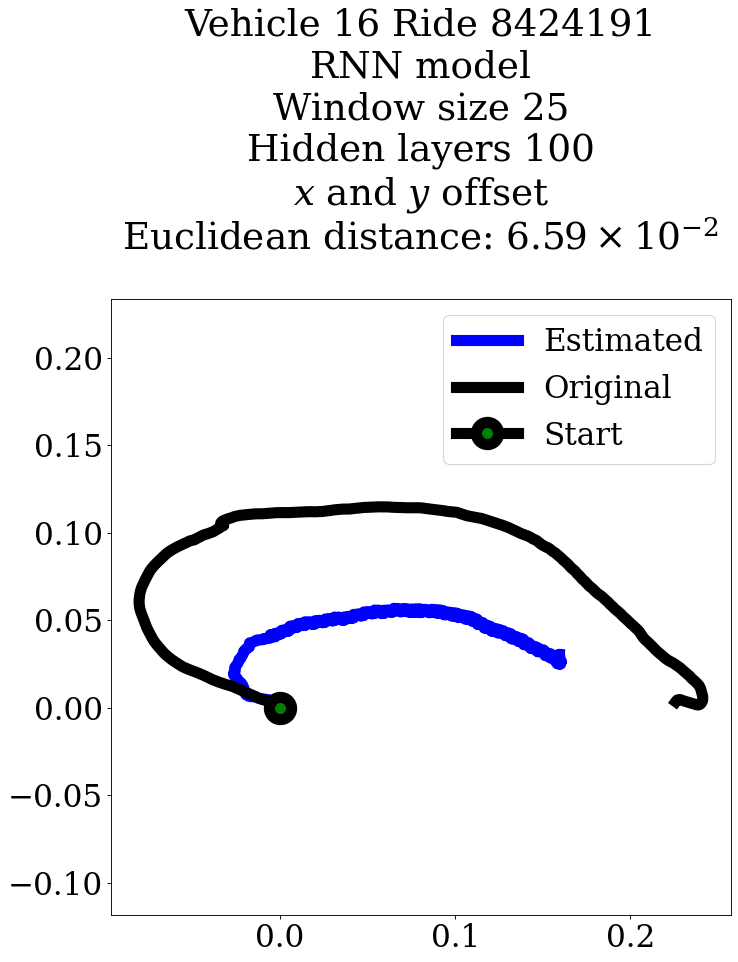 Vehicle 16 Ride 8424191
RNN model
Window size 25
Hidden layers 100
x and y offset
Euclidean distance: 6.59 × 10⁻²
Estimated
Original
Start
0.20
0.15
0.10
0.05
0.00
−0.05
−0.10
0.0 0.1 0.2